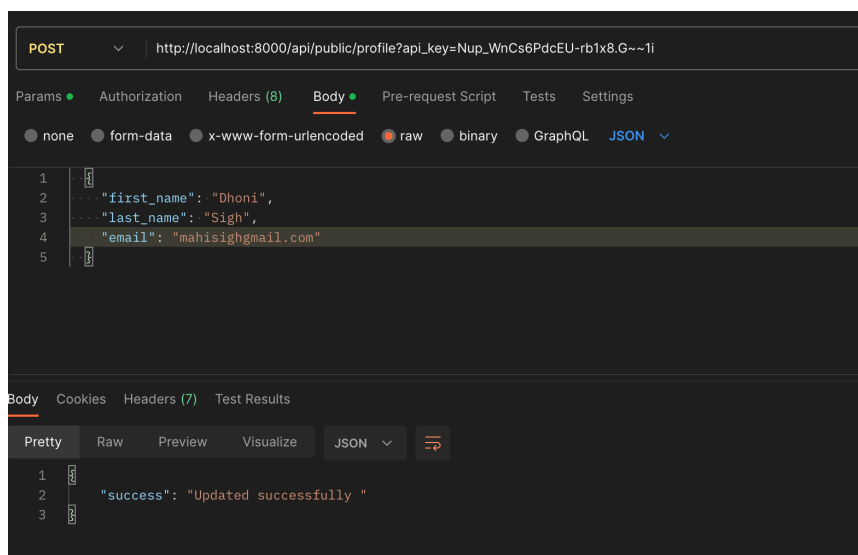 POST http://localhost:8000/api/public/profile?api_key=Nup_WnCs6PdcEU-rb1x8.G~~1i
Params Authorization Headers (8) Body Pre-request Script Tests Settings
none form-data x-www-form-urlencoded raw binary GraphQL JSON
1 {
2 "first_name": "Dhoni",
3 "last_name": "Sigh",
4 "email": "mahisighgmail.com"
5 }
Body Cookies Headers (7) Test Results
Pretty Raw Preview Visualize JSON
1 {
2 "success": "Updated successfully "
3 }